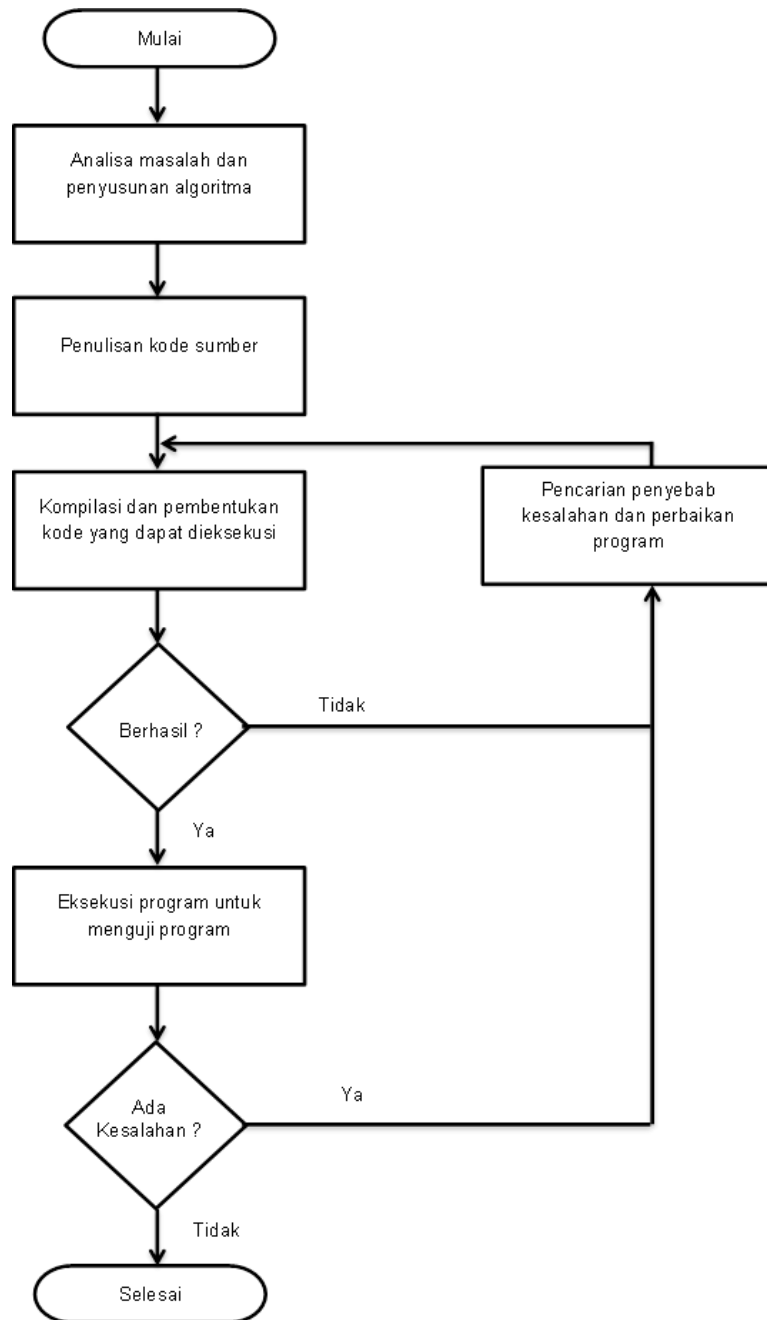 Mulai
Analisa masalah dan
penyusunan algoritma
Penulisan kode sumber
Kompilasi dan pembentukan
kode yang dapat dieksekusi
Pencarian penyebab
kesalahan dan perbaikan
program
Berhasil ?
Tidak
Ya
Eksekusi program untuk
menguji program
Ada
Kesalahan ?
Ya
Tidak
Selesai